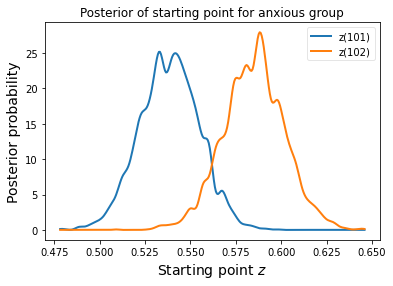 Posterior of starting point for anxious group
z(101)
z(102)
Posterior probability
25
20
15
10
5
0
0.475 0.500 0.525 0.550 0.575 0.600 0.625 0.650
Starting point z